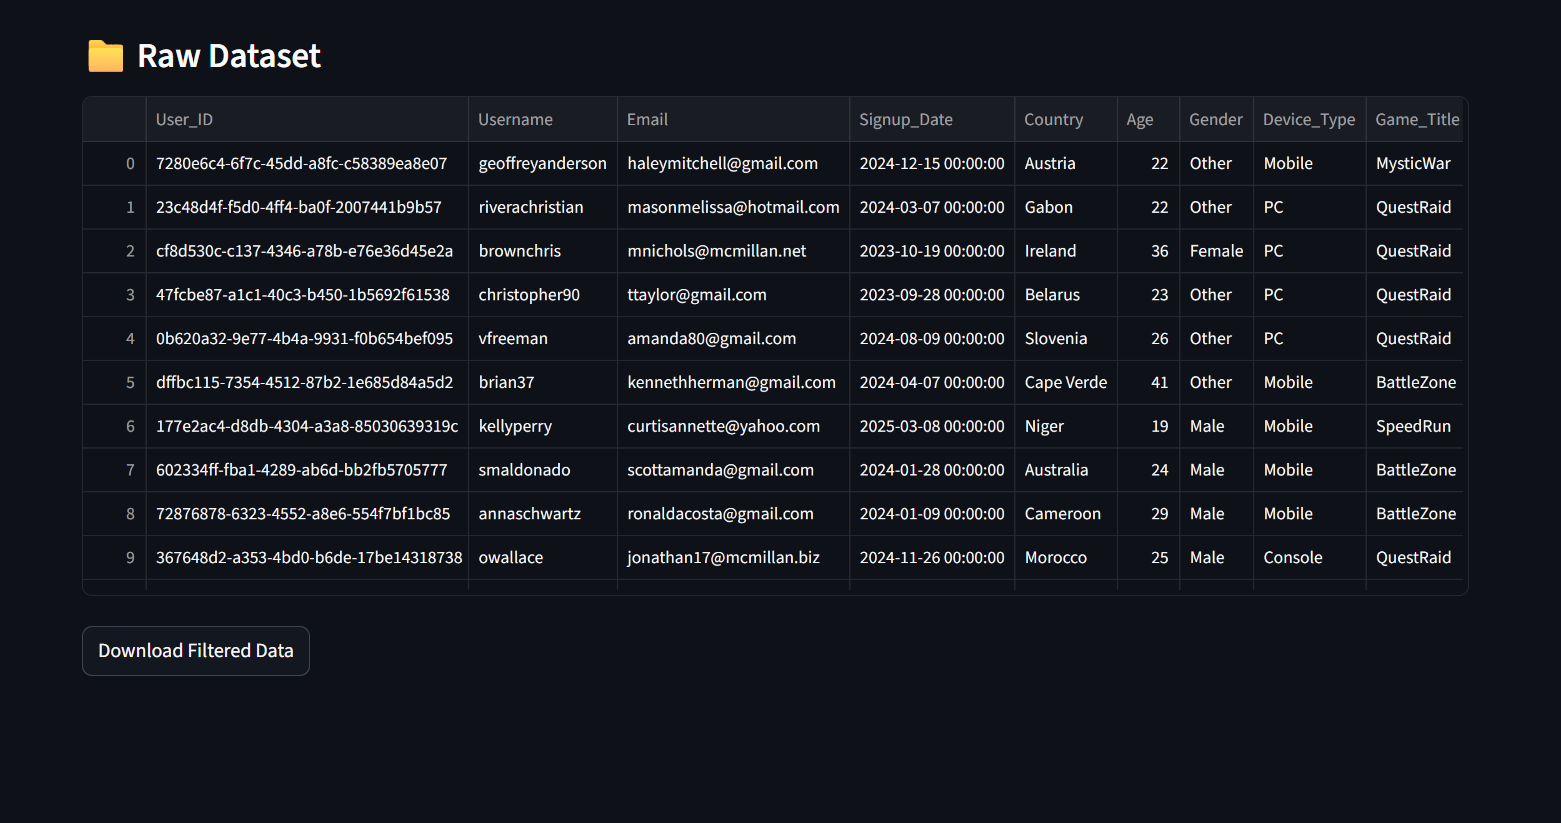 Raw Dataset
User_ID Username Email Signup_Date Country Age Gender Device_Type Game_Title
0 7280e6c4-6f7c-45dd-a8fc-c58389ea8e07 geoffreyanderson haleymitchell@gmail.com 2024-12-15 00:00:00 Austria 22 Other Mobile MysticWar
1 23c48d4f-f5d0-4ff4-ba0f-2007441b9b57 riverachristian masonmelissa@hotmail.com 2024-03-07 00:00:00 Gabon 22 Other PC QuestRaid
2 cf8d530c-c137-4346-a78b-e76e36d45e2a brownchris mnichols@mcmillan.net 2023-10-19 00:00:00 Ireland 36 Female PC QuestRaid
3 47fcbe87-a1c1-40c3-b450-1b5692f61538 christopher90 ttaylor@gmail.com 2023-09-28 00:00:00 Belarus 23 Other PC QuestRaid
4 0b620a32-9e77-4b4a-9931-f0b654bef095 vfreeman amanda80@gmail.com 2024-08-09 00:00:00 Slovenia 26 Other PC QuestRaid
5 dffbc115-7354-4512-87b2-1e685d84a5d2 brian37 kennethherman@gmail.com 2024-04-07 00:00:00 Cape Verde 41 Other Mobile BattleZone
6 177e2ac4-d8db-4304-a3a8-85030639319c kellyperry curtisannette@yahoo.com 2025-03-08 00:00:00 Niger 19 Male Mobile SpeedRun
7 602334ff-fba1-4289-ab6d-bb2fb5705777 smaldonado scottamanda@gmail.com 2024-01-28 00:00:00 Australia 24 Male Mobile BattleZone
8 72876878-6323-4552-a8e6-554f7bf1bc85 annaschwartz ronaldacosta@gmail.com 2024-01-09 00:00:00 Cameroon 29 Male Mobile BattleZone
9 367648d2-a353-4bd0-b6de-17be14318738 owallace jonathan17@mcmillan.biz 2024-11-26 00:00:00 Morocco 25 Male Console QuestRaid
Download Filtered Data